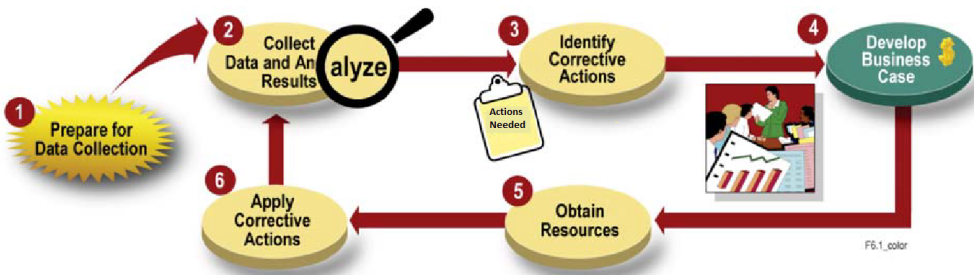 1
Prepare for
Data Collection
2
Collect
Data and An
alyze
Results
3
Identify
Corrective
Actions
Actions
Needed
4
Develop
Business
Case
$
5
Obtain
Resources
6
Apply
Corrective
Actions
F6.1_color